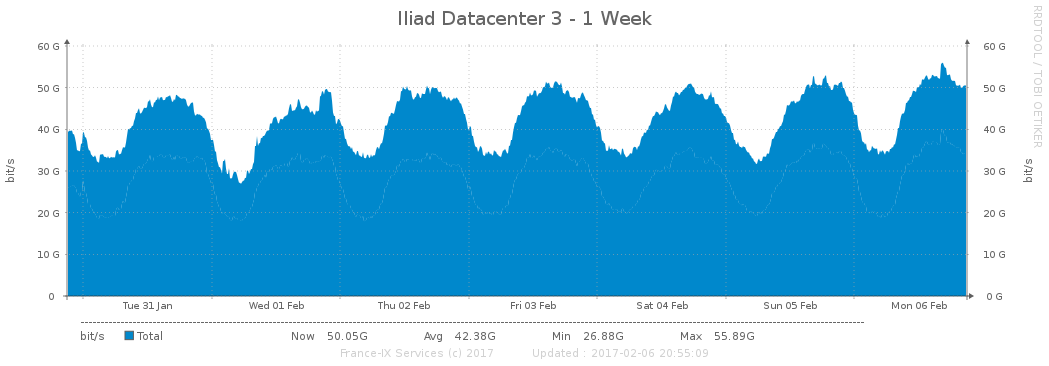 Iliad Datacenter 3 - 1 Week
RRDTOOL / TOBI OETIKER
60 G 60 G
50 G 50 G
40 G 40 G
30 G 30 G
20 G 20 G
10 G 10 G
0 0 G
bit/s bit/s
Tue 31 Jan Wed 01 Feb Thu 02 Feb Fri 03 Feb Sat 04 Feb Sun 05 Feb Mon 06 Feb
bit/s Total Now 50.05G Avg 42.38G Min 26.88G Max 55.89G
France-IX Services (c) 2017 Updated : 2017-02-06 20:55:09